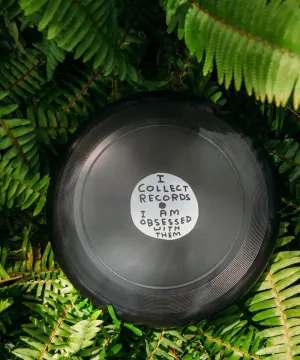 I
COLLECT
RECORDS
I AM
OBSESSED
WITH
THEM